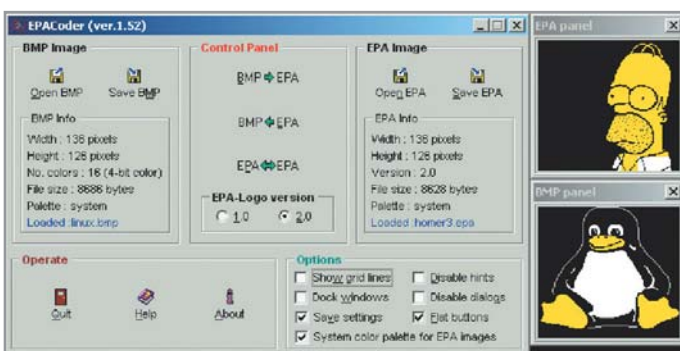 EPACoder (ver.1.52)
BMP Image
Open BMP
Save BMP
BMP Info
Width : 136 pixels
Height : 126 pixels
No. colors : 16 (4-bit color)
File size : 8686 bytes
Palette : system
Loaded :linux.bmp
Control Panel
BMP EPA
BMP EPA
EPA EPA
EPA-Logo version
1.0
2.0
EPA Image
Open EPA
Save EPA
EPA Info
Width : 136 pixels
Height : 126 pixels
Version : 2.0
File size : 8628 bytes
Palette : system
Loaded :homer3.epa
Operate
Quit
Help
About
Options
Show grid lines
Disable hints
Dock windows
Disable dialogs
Save settings
Flat buttons
System color palette for EPA images
EPA panel
BMP panel